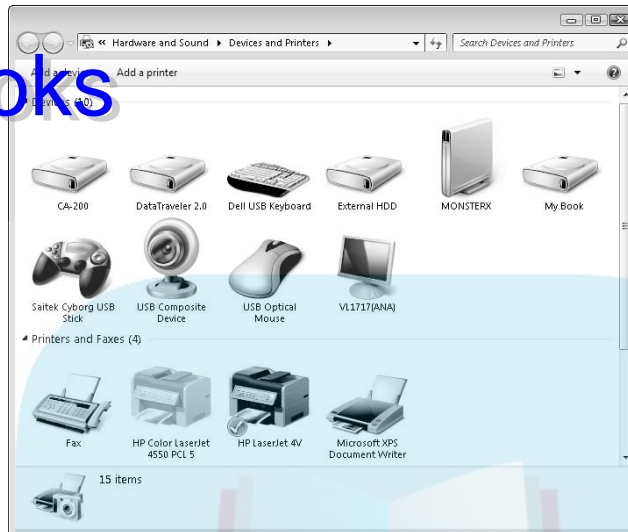 « Hardware and Sound ▸ Devices and Printers ▸
Search Devices and Printers
oks
Add a device
Add a printer
Devices (10)
CA-200
DataTraveler 2.0
Dell USB Keyboard
External HDD
MONSTERX
My Book
Saitek Cyborg USB
Stick
USB Composite
Device
USB Optical
Mouse
VL1717(ANA)
Printers and Faxes (4)
Fax
HP Color LaserJet
4550 PCL 5
HP LaserJet 4V
Microsoft XPS
Document Writer
15 items